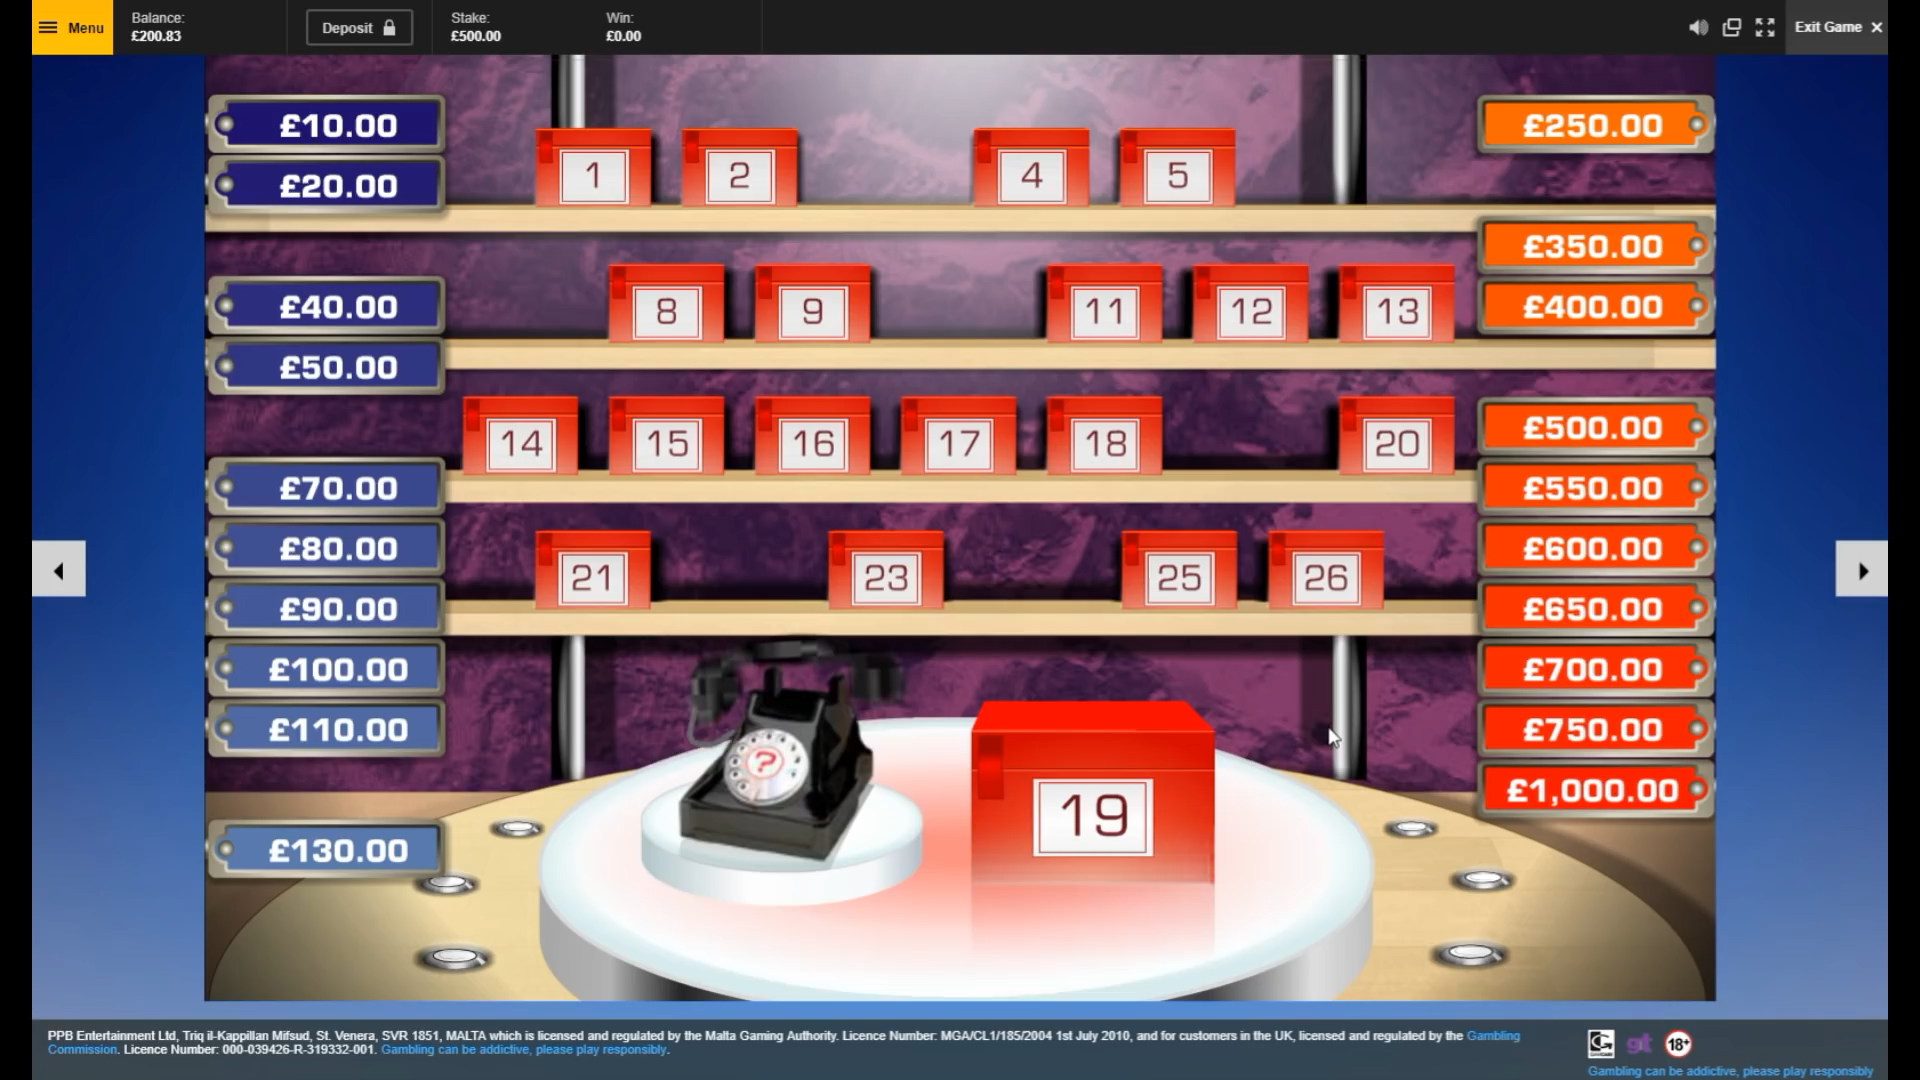 Menu
Balance:
£200.83
Deposit
Stake:
£500.00
Win:
£0.00
Exit Game
£10.00
£20.00
£40.00
£50.00
£70.00
£80.00
£90.00
£100.00
£110.00
£130.00
1 2 4 5
8 9 11 12 13
14 15 16 17 18 20
21 23 25 26
?
19
£250.00
£350.00
£400.00
£500.00
£550.00
£600.00
£650.00
£700.00
£750.00
£1,000.00
PPB Entertainment Ltd, Triq il-Kappillan Mifsud, St. Venera, SVR 1851, MALTA which is licensed and regulated by the Malta Gaming Authority. Licence Number: MGA/CL1/185/2004 1st July 2010, and for customers in the UK, licensed and regulated by the Gambling
Commission. Licence Number: 000-039426-R-319332-001. Gambling can be addictive, please play responsibly.
gt 18+
Gambling can be addictive, please play responsibly